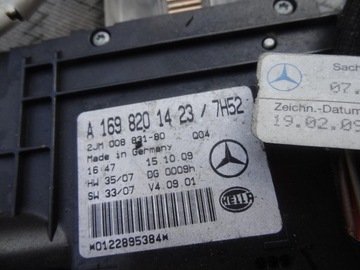 A 169 820 14 23 / 7H52
2JM 008 831-80 Q04
Made in Germany
16:47 15.10.09
HW 35/07 DG 0009h
SW 33/07 V4.09.01
HELLA
*0122895384*
Sach
07.
Zeichn.-Datum
19.02.09